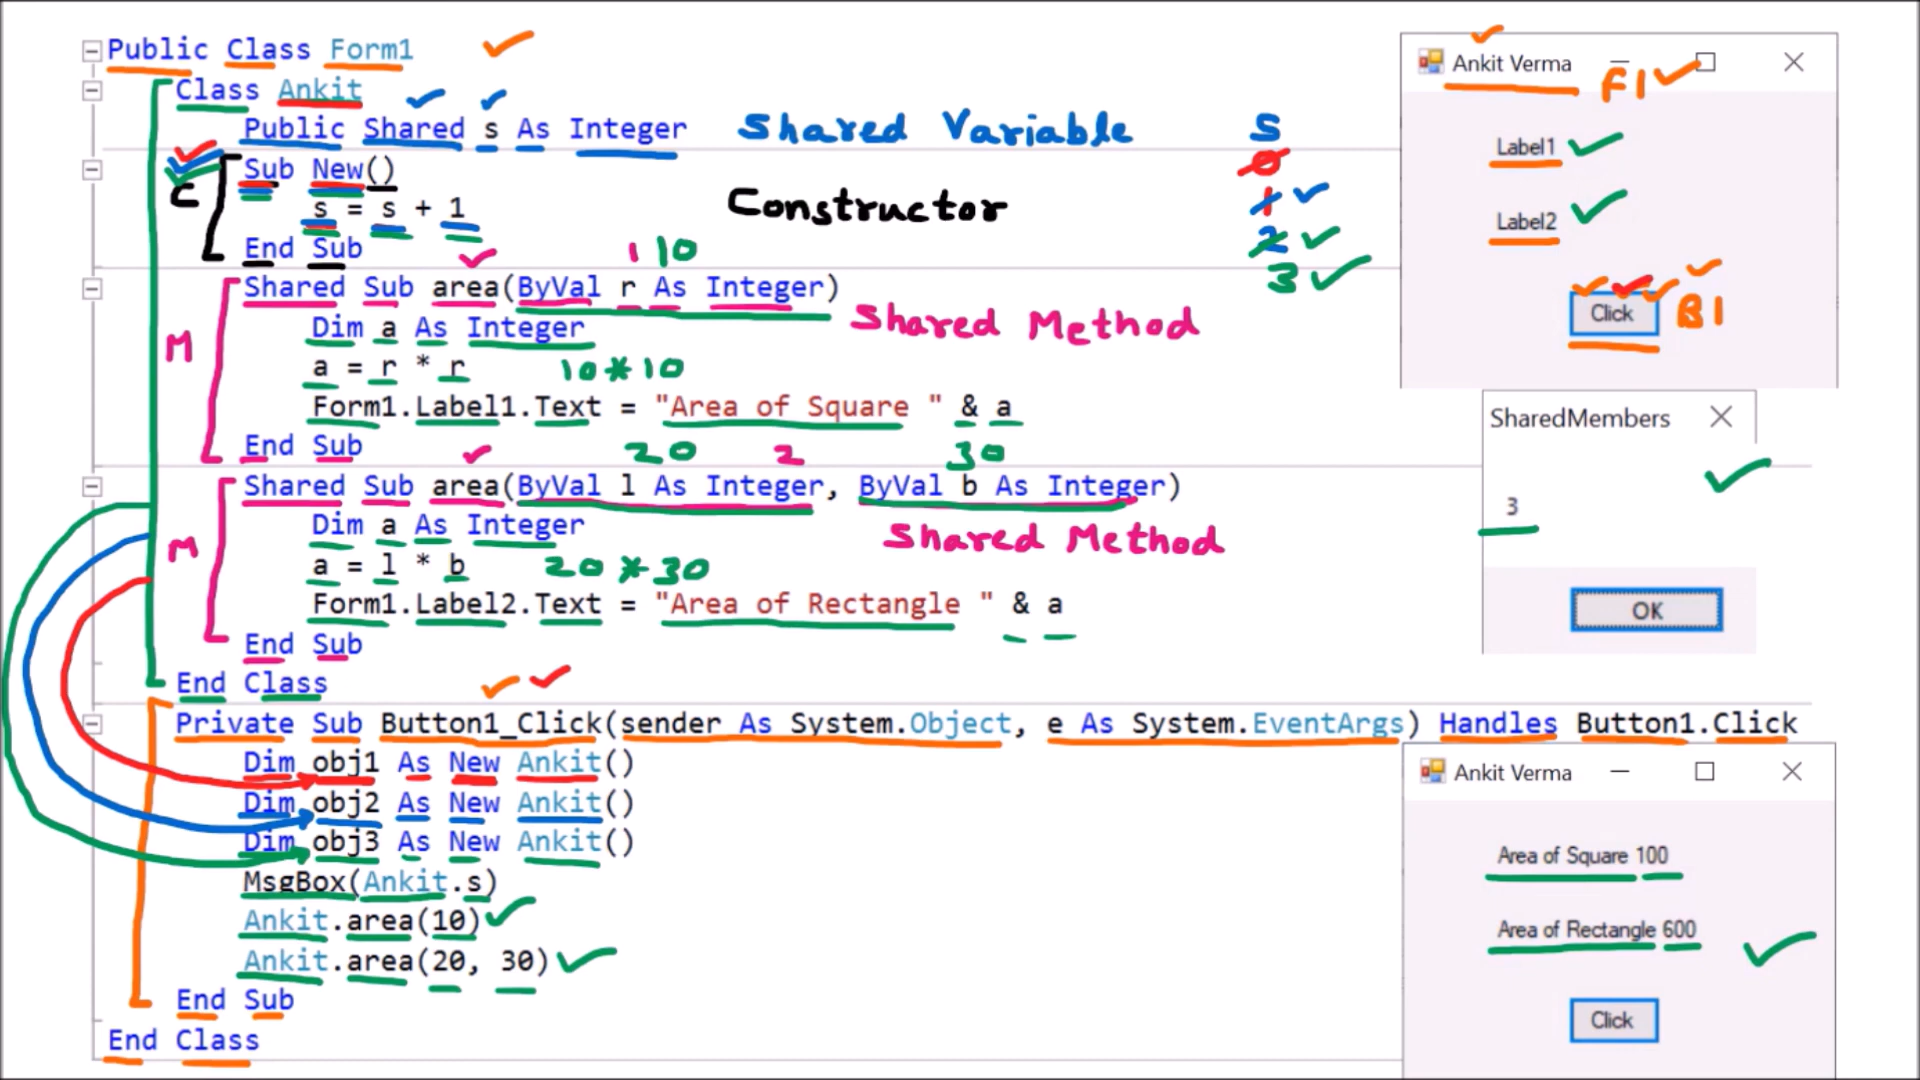 Public Class Form1
Class Ankit
Public Shared s As Integer Shared Variable S
Sub New() 0
C
s = s + 1 Constructor 1
End Sub 2
1 10
3
Shared Sub area(ByVal r As Integer)
Dim a As Integer Shared Method
M
a = r * r 10*10
Form1.Label1.Text = "Area of Square " & a
End Sub
20 2 30
Shared Sub area(ByVal l As Integer, ByVal b As Integer)
Dim a As Integer Shared Method
M
a = l * b 20*30
Form1.Label2.Text = "Area of Rectangle " & a
End Sub
End Class
Private Sub Button1_Click(sender As System.Object, e As System.EventArgs) Handles Button1.Click
Dim obj1 As New Ankit()
Dim obj2 As New Ankit()
Dim obj3 As New Ankit()
MsgBox(Ankit.s)
Ankit.area(10)
Ankit.area(20, 30)
End Sub
End Class
Ankit Verma
F1
Label1
Label2
Click B1
SharedMembers
3
OK
Ankit Verma
Area of Square 100
Area of Rectangle 600
Click